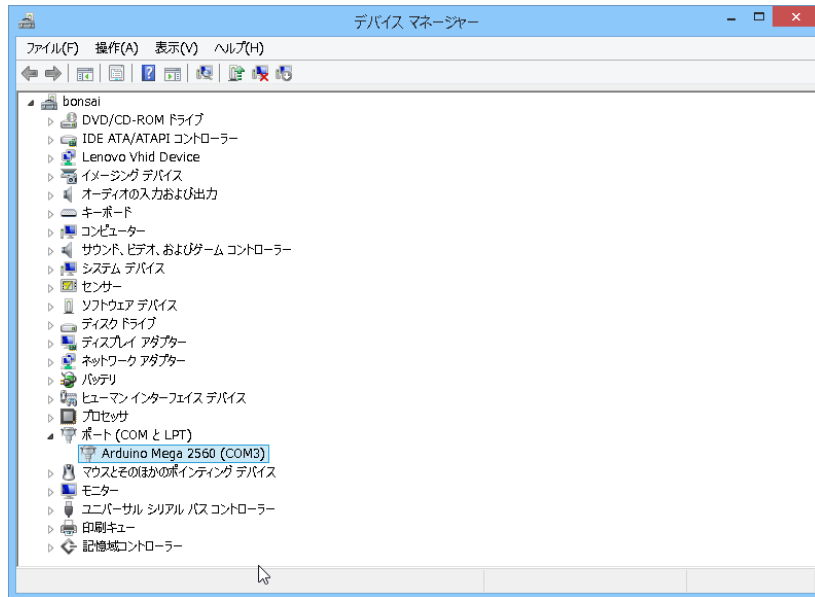 デバイス マネージャー
ファイル(F) 操作(A) 表示(V) ヘルプ(H)
bonsai
DVD/CD-ROM ドライブ
IDE ATA/ATAPI コントローラー
Lenovo Vhid Device
イメージング デバイス
オーディオの入力および出力
キーボード
コンピューター
サウンド、ビデオ、およびゲーム コントローラー
システム デバイス
センサー
ソフトウェア デバイス
ディスク ドライブ
ディスプレイ アダプター
ネットワーク アダプター
バッテリ
ヒューマン インターフェイス デバイス
プロセッサ
ポート (COM と LPT)
Arduino Mega 2560 (COM3)
マウスとそのほかのポインティング デバイス
モニター
ユニバーサル シリアル バス コントローラー
印刷キュー
記憶域コントローラー